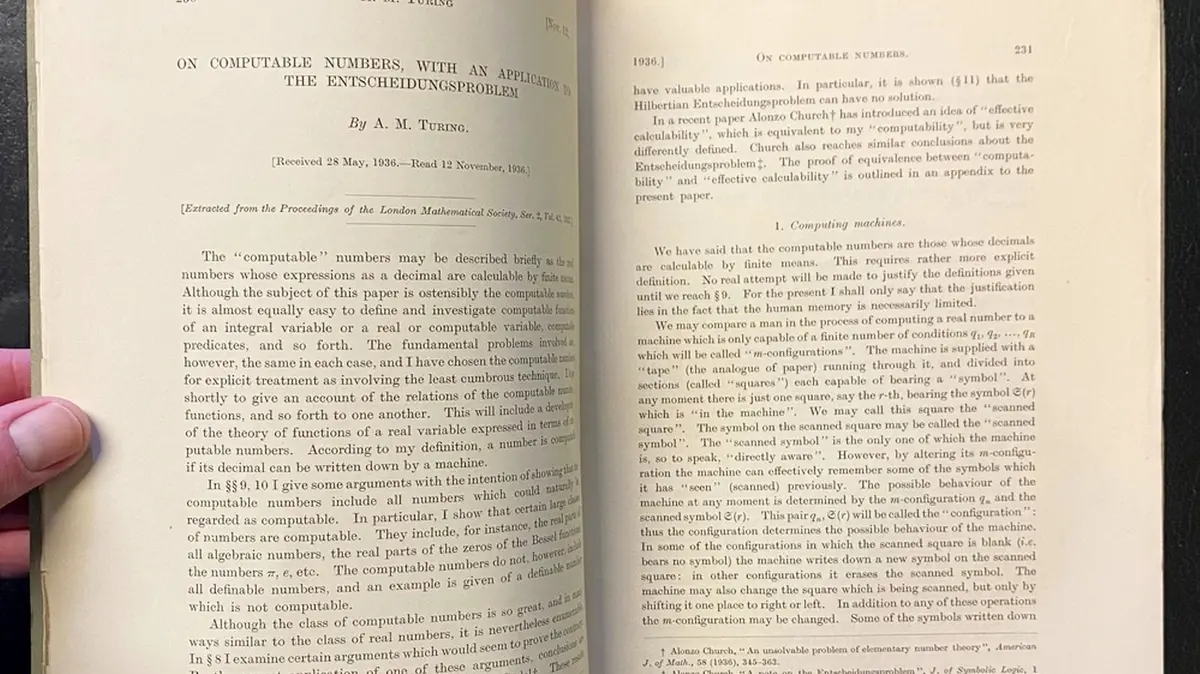 M. TURING
[Nov. 12,
ON COMPUTABLE NUMBERS, WITH AN APPLICATION TO
THE ENTSCHEIDUNGSPROBLEM
By A. M. TURING.
[Received 28 May, 1936.—Read 12 November, 1936.]
[Extracted from the Proceedings of the London Mathematical Society, Ser. 2, Vol. 42,
The “computable” numbers may be described briefly as the real
numbers whose expressions as a decimal are calculable by finite means.
Although the subject of this paper is ostensibly the computable numbers,
it is almost equally easy to define and investigate computable functions
of an integral variable or a real or computable variable, computable
predicates, and so forth. The fundamental problems involved are,
however, the same in each case, and I have chosen the computable numbers
for explicit treatment as involving the least cumbrous technique. I
shortly to give an account of the relations of the computable numbers,
functions, and so forth to one another. This will include a develop
of the theory of functions of a real variable expressed in terms of
putable numbers. According to my definition, a number is computable
if its decimal can be written down by a machine.
In §§ 9, 10 I give some arguments with the intention of showing that the
computable numbers include all numbers which could naturally be
regarded as computable. In particular, I show that certain large classes
of numbers are computable. They include, for instance, the real parts of
all algebraic numbers, the real parts of the zeros of the Bessel functions,
the numbers π, e, etc. The computable numbers do not, however, include
all definable numbers, and an example is given of a definable number
which is not computable.
Although the class of computable numbers is so great, and in many
ways similar to the class of real numbers, it is nevertheless enumerable.
In § 8 I examine certain arguments which would seem to prove the contrary.
application of one of these arguments, conclusions
These results
1936.] ON COMPUTABLE NUMBERS. 231
have valuable applications. In particular, it is shown (§ 11) that the
Hilbertian Entscheidungsproblem can have no solution.
In a recent paper Alonzo Church† has introduced an idea of “effective
calculability”, which is equivalent to my “computability”, but is very
differently defined. Church also reaches similar conclusions about the
Entscheidungsproblem‡. The proof of equivalence between “computa-
bility” and “effective calculability” is outlined in an appendix to the
present paper.
1. Computing machines.
We have said that the computable numbers are those whose decimals
are calculable by finite means. This requires rather more explicit
definition. No real attempt will be made to justify the definitions given
until we reach § 9. For the present I shall only say that the justification
lies in the fact that the human memory is necessarily limited.
We may compare a man in the process of computing a real number to a
machine which is only capable of a finite number of conditions q₁, q₂, ..., q_R
which will be called “m-configurations”. The machine is supplied with a
“tape” (the analogue of paper) running through it, and divided into
sections (called “squares”) each capable of bearing a “symbol”. At
any moment there is just one square, say the r-th, bearing the symbol 𝔖(r)
which is “in the machine”. We may call this square the “scanned
square”. The symbol on the scanned square may be called the “scanned
symbol”. The “scanned symbol” is the only one of which the machine
is, so to speak, “directly aware”. However, by altering its m-configu-
ration the machine can effectively remember some of the symbols which
it has “seen” (scanned) previously. The possible behaviour of the
machine at any moment is determined by the m-configuration qₙ and the
scanned symbol 𝔖(r). This pair qₙ, 𝔖(r) will be called the “configuration”:
thus the configuration determines the possible behaviour of the machine.
In some of the configurations in which the scanned square is blank (i.e.
bears no symbol) the machine writes down a new symbol on the scanned
square: in other configurations it erases the scanned symbol. The
machine may also change the square which is being scanned, but only by
shifting it one place to right or left. In addition to any of these operations
the m-configuration may be changed. Some of the symbols written down
† Alonzo Church, “An unsolvable problem of elementary number theory”, American
J. of Math., 58 (1936), 345-363.
‡ Alonzo Church, “A note on the Entscheidungsproblem”, J. of Symbolic Logic, 1